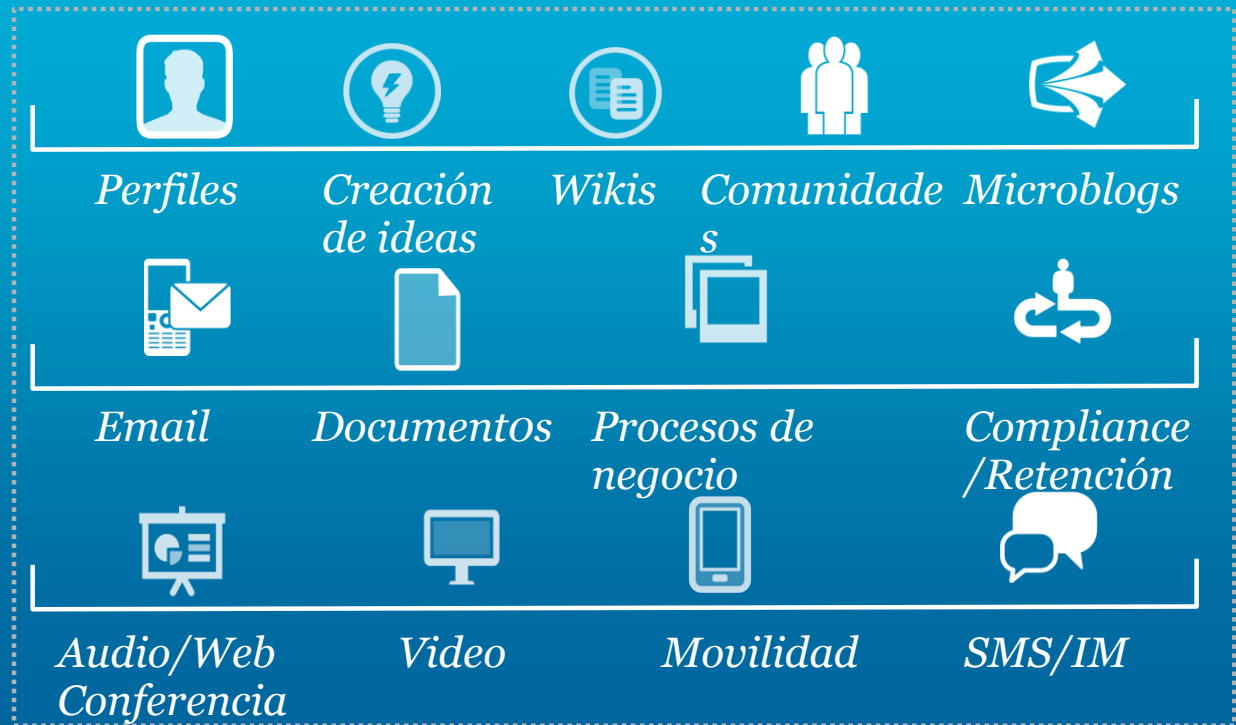 Perfiles
Creación
de ideas
Wikis
Comunidade
s
Microblogs
Email
Documentos
Procesos de
negocio
Compliance
/Retención
Audio/Web
Conferencia
Video
Movilidad
SMS/IM